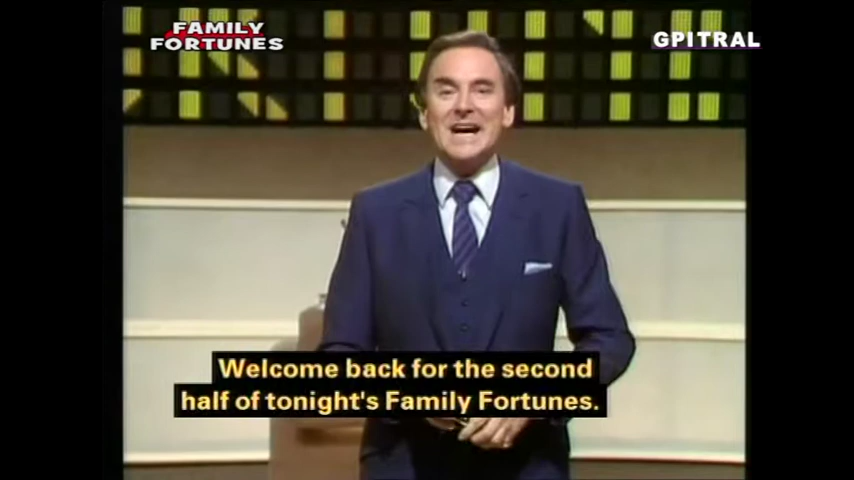 FAMILY
FORTUNES
GPITRAL
Welcome back for the second
half of tonight's Family Fortunes.